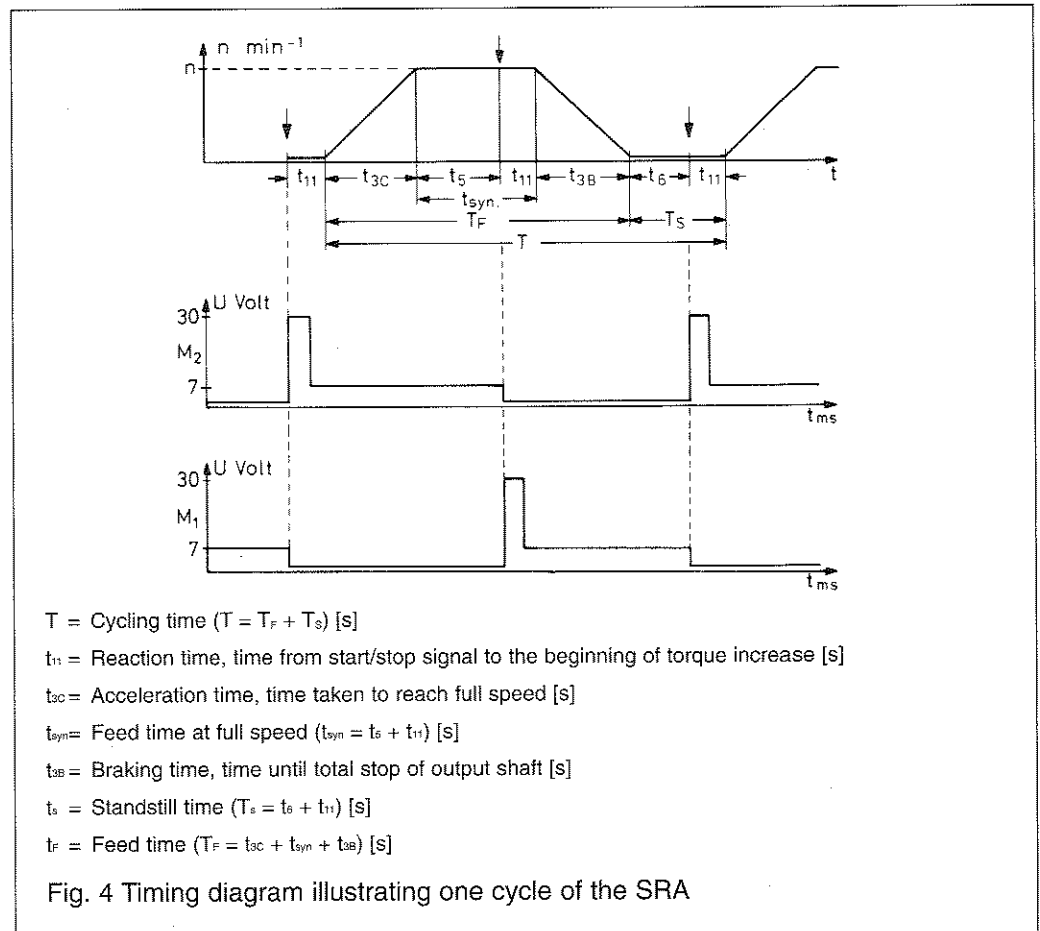 n min⁻¹
n
t₁₁ t₃C t₅ t₁₁ t₃B t₆ t₁₁ t
tsyn.
TF TS
T
U Volt
30
M₂
7
tms
U Volt
30
M₁
7
tms
T = Cycling time (T = TF + TS) [s]
t₁₁ = Reaction time, time from start/stop signal to the beginning of torque increase [s]
t₃C = Acceleration time, time taken to reach full speed [s]
tsyn= Feed time at full speed (tsyn = t₅ + t₁₁) [s]
t₃B = Braking time, time until total stop of output shaft [s]
ts = Standstill time (Ts = t₆ + t₁₁) [s]
tF = Feed time (TF = t₃C + tsyn + t₃B) [s]
Fig. 4 Timing diagram illustrating one cycle of the SRA